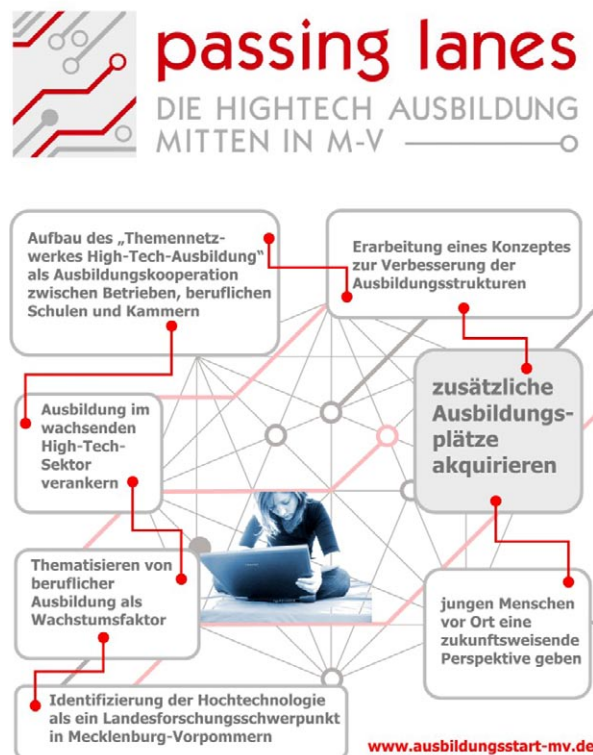 passing lanes
DIE HIGHTECH AUSBILDUNG
MITTEN IN M-V
Aufbau des „Themennetz-
werkes High-Tech-Ausbildung“
als Ausbildungskooperation
zwischen Betrieben, beruflichen
Schulen und Kammern
Erarbeitung eines Konzeptes
zur Verbesserung der
Ausbildungsstrukturen
Ausbildung im
wachsenden
High-Tech-
Sektor
verankern
zusätzliche
Ausbildungs-
plätze
akquirieren
Thematisieren von
beruflicher
Ausbildung als
Wachstumsfaktor
jungen Menschen
vor Ort eine
zukunftsweisende
Perspektive geben
Identifizierung der Hochtechnologie
als ein Landesforschungsschwerpunkt
in Mecklenburg-Vorpommern
www.ausbildungsstart-mv.de